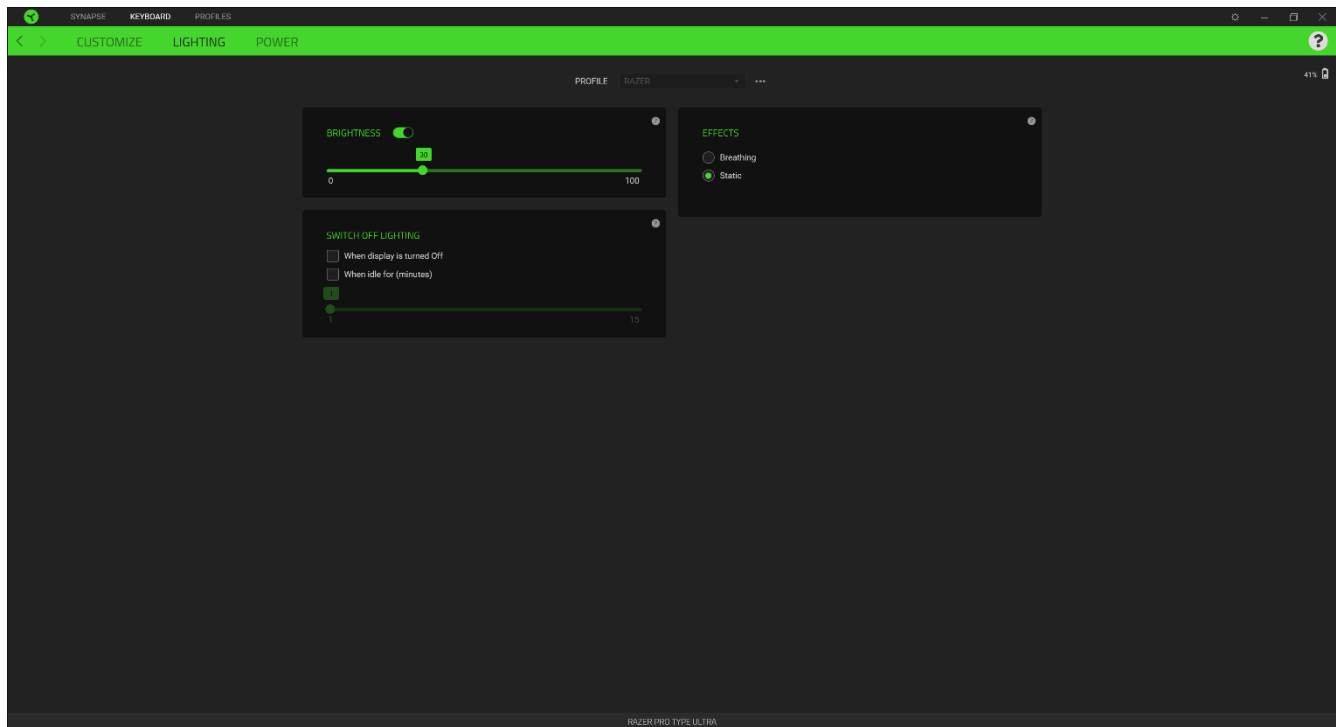 SYNAPSE KEYBOARD PROFILES
CUSTOMIZE LIGHTING POWER ?
PROFILE RAZER
41%
BRIGHTNESS
30
0 100
EFFECTS
Breathing
Static
SWITCH OFF LIGHTING
When display is turned Off
When idle for (minutes)
1
1 15
RAZER PRO TYPE ULTRA